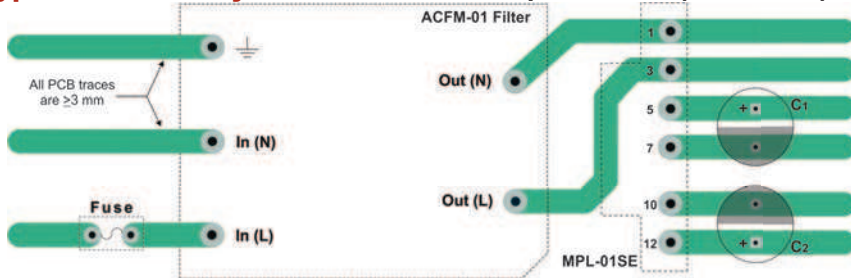 ACFM-01 Filter
1
Out (N)
3
All PCB traces
are ≥3 mm
5
+
C1
In (N)
7
Fuse
Out (L)
10
In (L)
12
+
C2
MPL-01SE